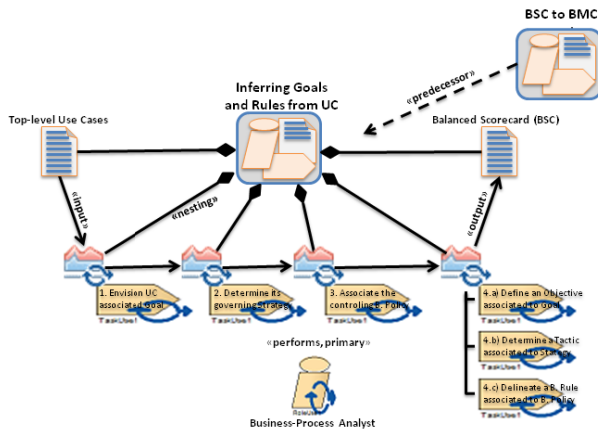 BSC to BMC
Inferring Goals
and Rules from UC
«predecessor»
Top-level Use Cases
Balanced Scorecard (BSC)
«input»
«nesting»
«output»
1. Envision UC
associated Goal
TaskUse1
2. Determine its
governing Strategy
TaskUse1
3. Associate the
controling B. Policy
TaskUse1
4.a) Define an Objective
associated to Goal
TaskUse1
4.b) Determine a Tactic
associated to Stategy
TaskUse1
4.c) Delineate a B. Rule
associated to B. Policy
TaskUse1
«performs, primary»
Business-Process Analyst